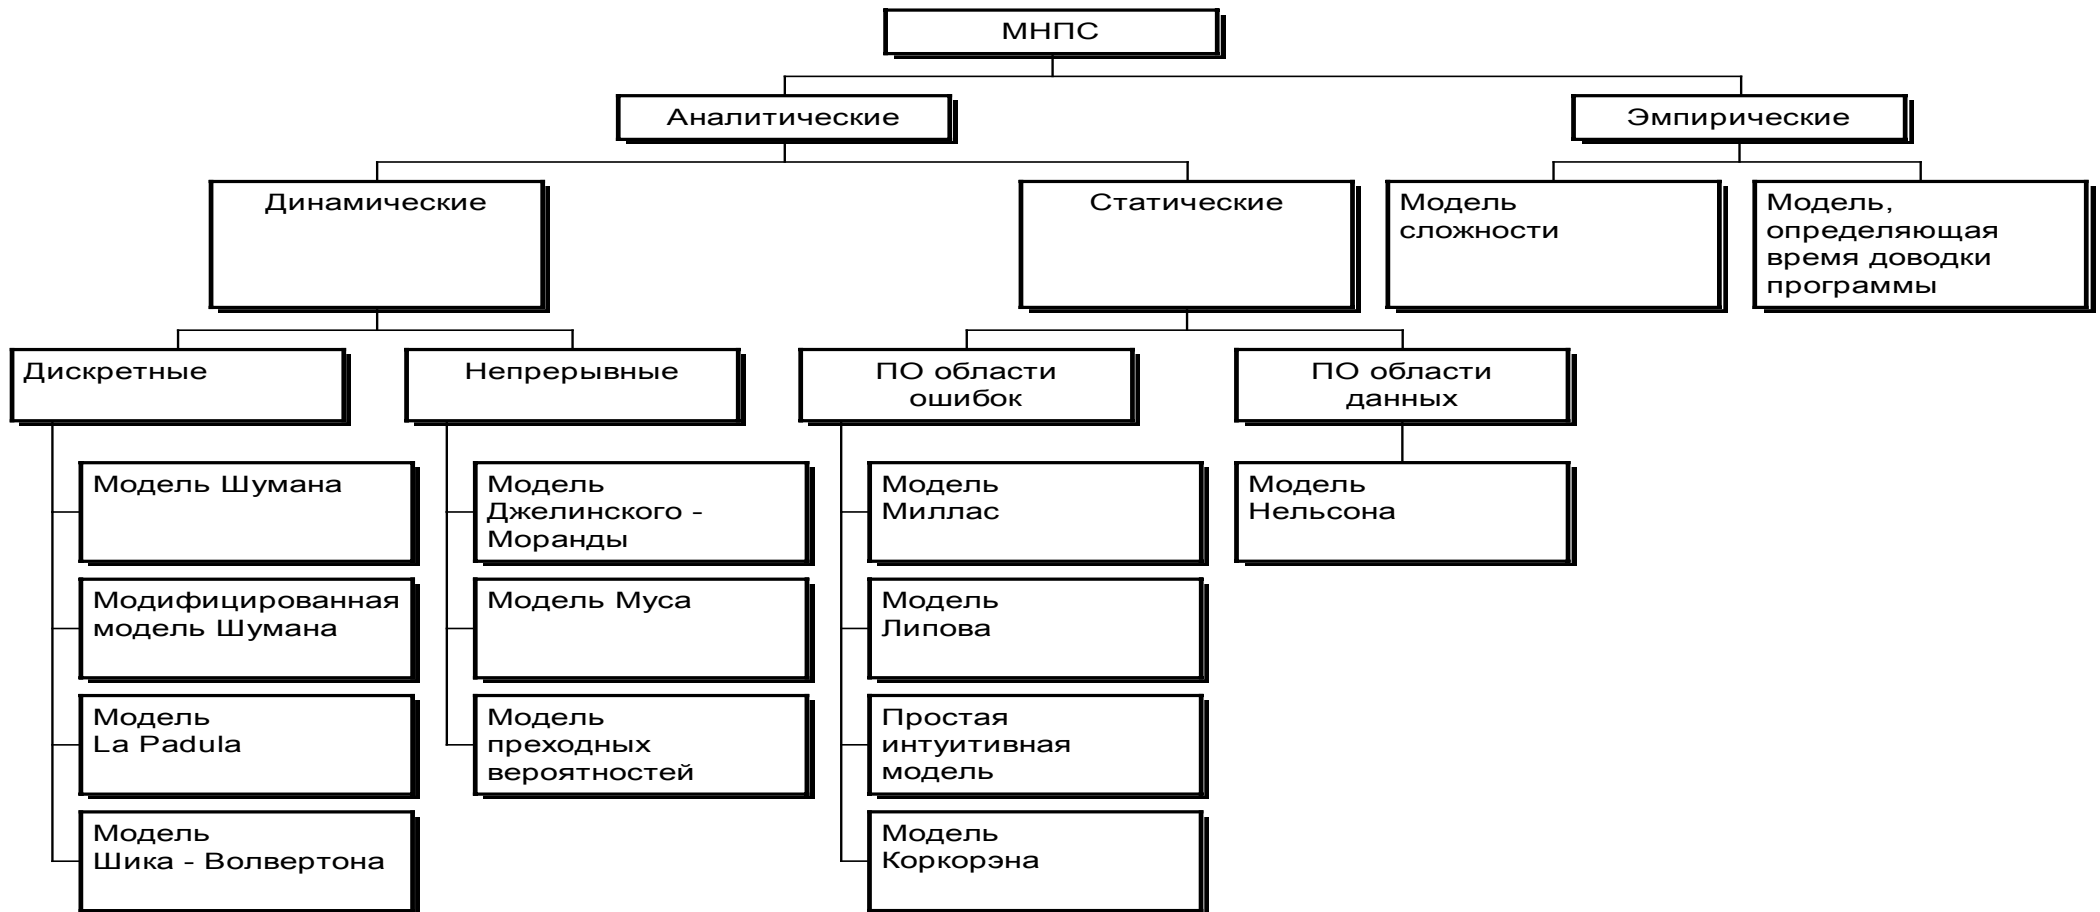 МНПС
Аналитические
Эмпирические
Динамические
Статические
Модель
сложности
Модель,
определяющая
время доводки
программы
Дискретные
Непрерывные
ПО области
ошибок
ПО области
данных
Модель Шумана
Модифицированная
модель Шумана
Модель
La Padula
Модель
Шика - Волвертона
Модель
Джелинского -
Моранды
Модель Муса
Модель
преходных
вероятностей
Модель
Миллас
Модель
Липова
Простая
интуитивная
модель
Модель
Коркорэна
Модель
Нельсона